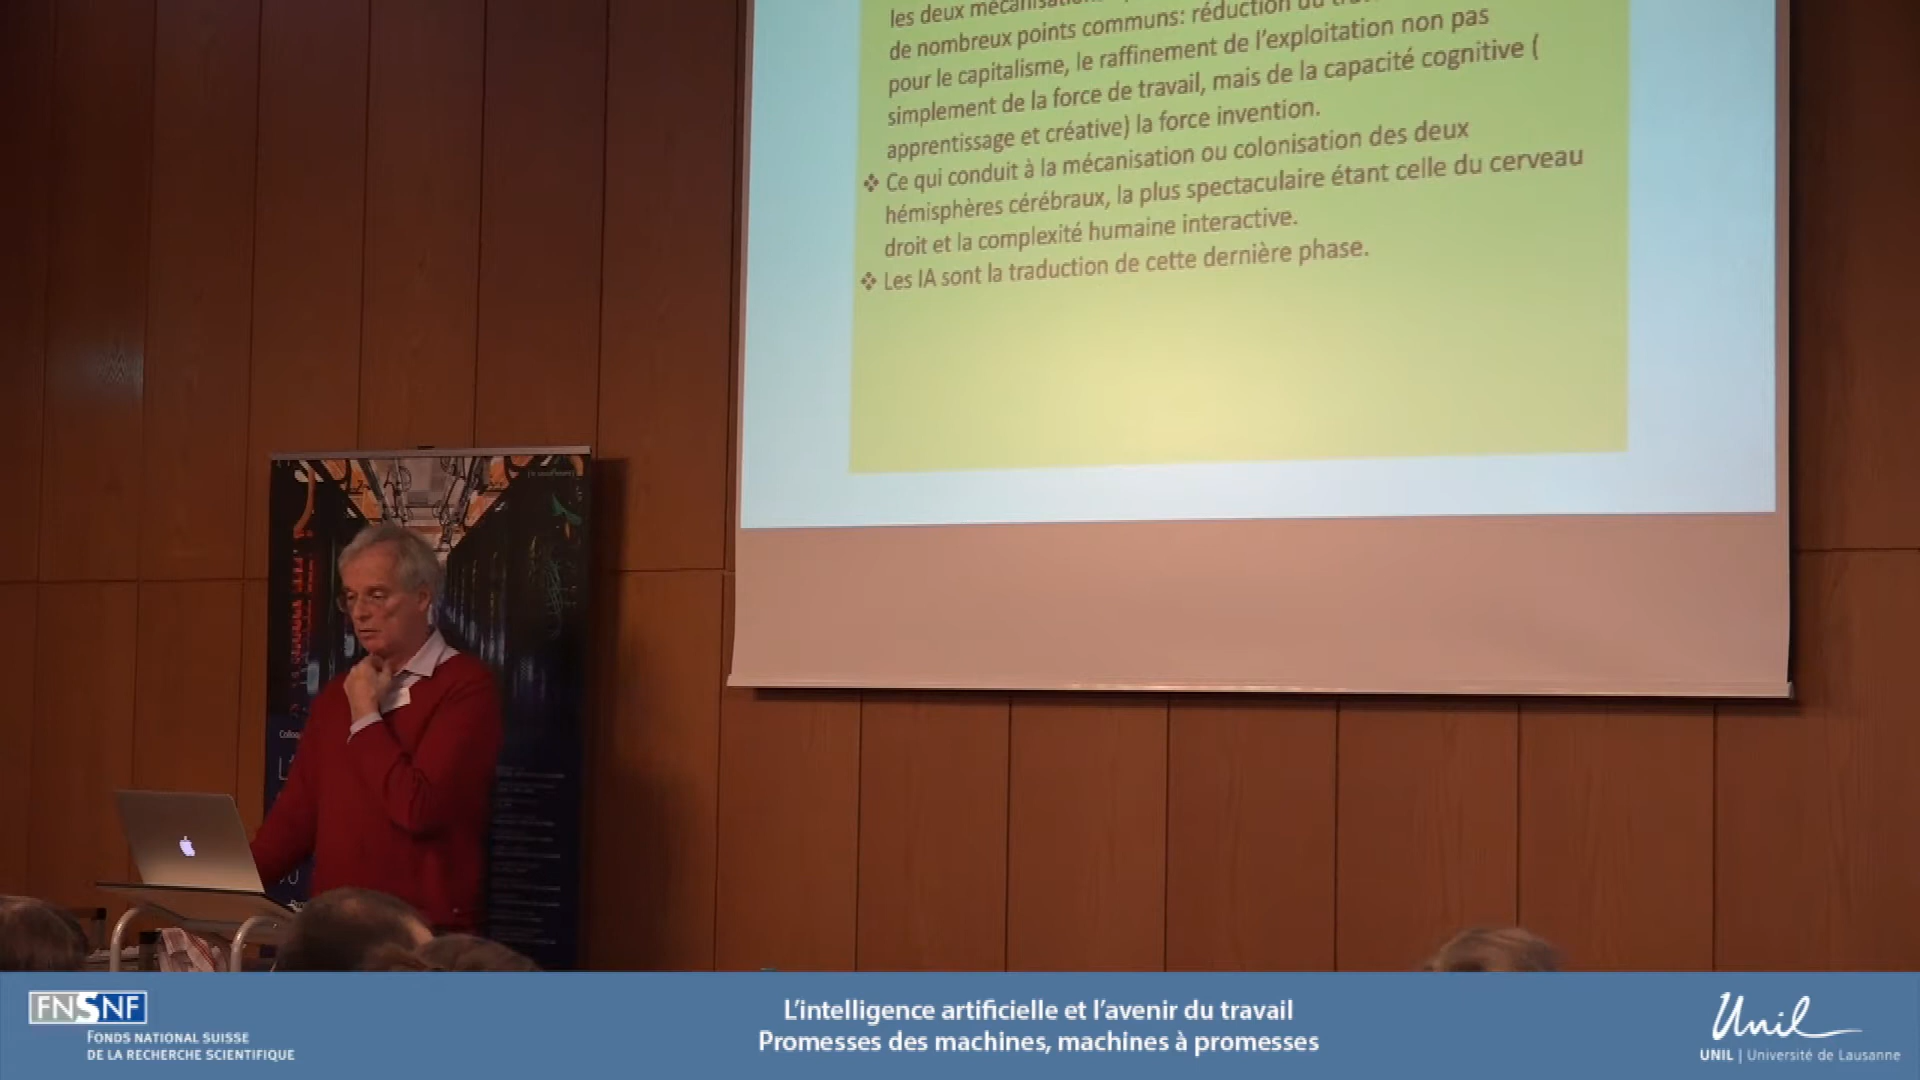 les deux
de nombreux points communs: réduction du
pour le capitalisme, le raffinement de l'exploitation non pas
simplement de la force de travail, mais de la capacité cognitive (
apprentissage et créative) la force invention.
❖ Ce qui conduit à la mécanisation ou colonisation des deux
hémisphères cérébraux, la plus spectaculaire étant celle du cerveau
droit et la complexité humaine interactive.
❖ Les IA sont la traduction de cette dernière phase.
FNSNF
FONDS NATIONAL SUISSE
DE LA RECHERCHE SCIENTIFIQUE
L'intelligence artificielle et l'avenir du travail
Promesses des machines, machines à promesses
Unil
UNIL | Université de Lausanne